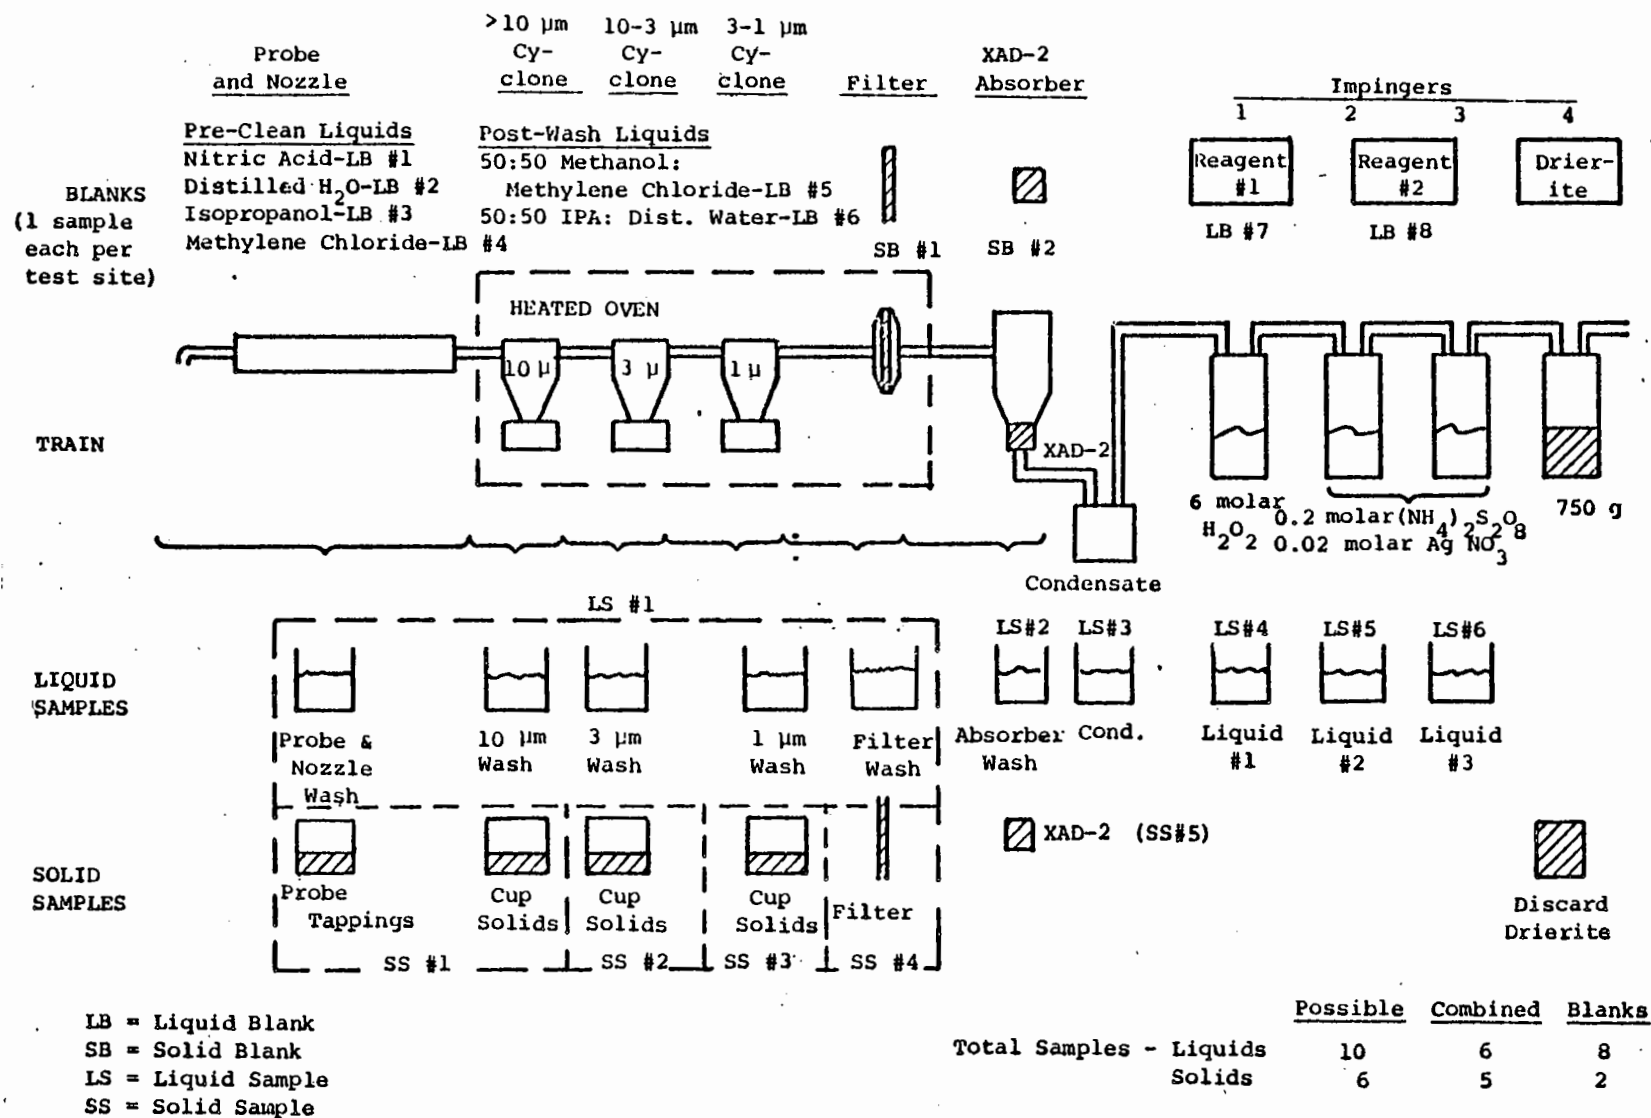 >10 µm 10-3 µm 3-1 µm
Probe Cy- Cy- Cy- XAD-2
and Nozzle clone clone clone Filter Absorber
Impingers
1 2 3 4
Pre-Clean Liquids Post-Wash Liquids
Nitric Acid-LB #1 50:50 Methanol:
Distilled H2O-LB #2 Methylene Chloride-LB #5
Isopropanol-LB #3 50:50 IPA: Dist. Water-LB #6
Methylene Chloride-LB #4
BLANKS
(1 sample
each per
test site)
SB #1 SB #2
Reagent Reagent Drier-
#1 #2 ite
LB #7 LB #8
HEATED OVEN
10 µ 3 µ 1 µ
TRAIN
XAD-2
6 molar
H2O2
0.2 molar(NH4)2S2O8
0.02 molar Ag NO3
750 g
Condensate
LS #1
LS#2 LS#3 LS#4 LS#5 LS#6
LIQUID
SAMPLES
Probe & 10 µm 3 µm 1 µm Filter Absorber Cond. Liquid Liquid Liquid
Nozzle Wash Wash Wash Wash Wash #1 #2 #3
Wash
XAD-2 (SS#5)
SOLID
SAMPLES
Probe Cup Cup Cup Filter
Tappings Solids Solids Solids
SS #1 SS #2 SS #3 SS #4
Discard
Drierite
LB = Liquid Blank
SB = Solid Blank
LS = Liquid Sample
SS = Solid Sample
Possible Combined Blanks
Total Samples - Liquids 10 6 8
Solids 6 5 2